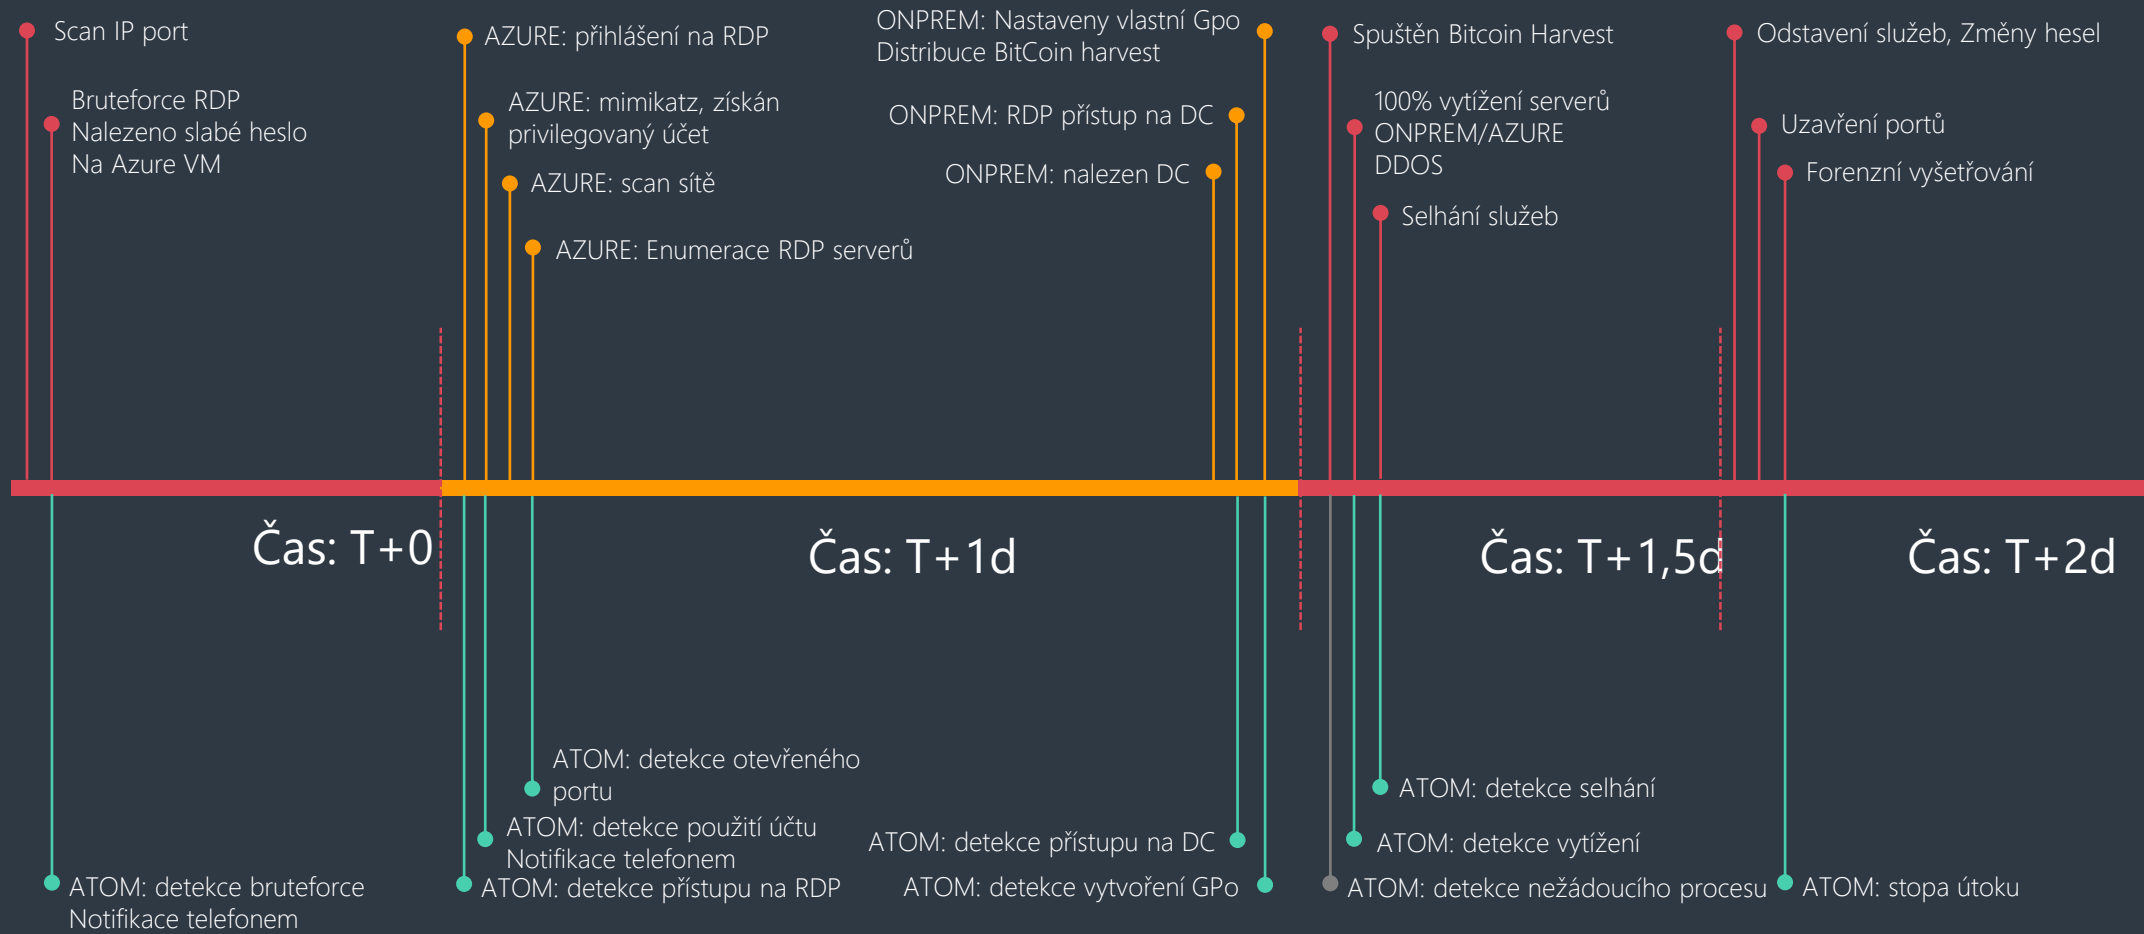 Scan IP port
Bruteforce RDP
Nalezeno slabé heslo
Na Azure VM
AZURE: přihlášení na RDP
AZURE: mimikatz, získán
privilegovaný účet
AZURE: scan sítě
AZURE: Enumerace RDP serverů
ONPREM: Nastaveny vlastní Gpo
Distribuce BitCoin harvest
ONPREM: RDP přístup na DC
ONPREM: nalezen DC
Spuštěn Bitcoin Harvest
100% vytížení serverů
ONPREM/AZURE
DDOS
Selhání služeb
Odstavení služeb, Změny hesel
Uzavření portů
Forenzní vyšetřování
Čas: T+0
Čas: T+1d
Čas: T+1,5d
Čas: T+2d
ATOM: detekce bruteforce
Notifikace telefonem
ATOM: detekce otevřeného
portu
ATOM: detekce použití účtu
Notifikace telefonem
ATOM: detekce přístupu na RDP
ATOM: detekce přístupu na DC
ATOM: detekce vytvoření GPo
ATOM: detekce selhání
ATOM: detekce vytížení
ATOM: detekce nežádoucího procesu
ATOM: stopa útoku